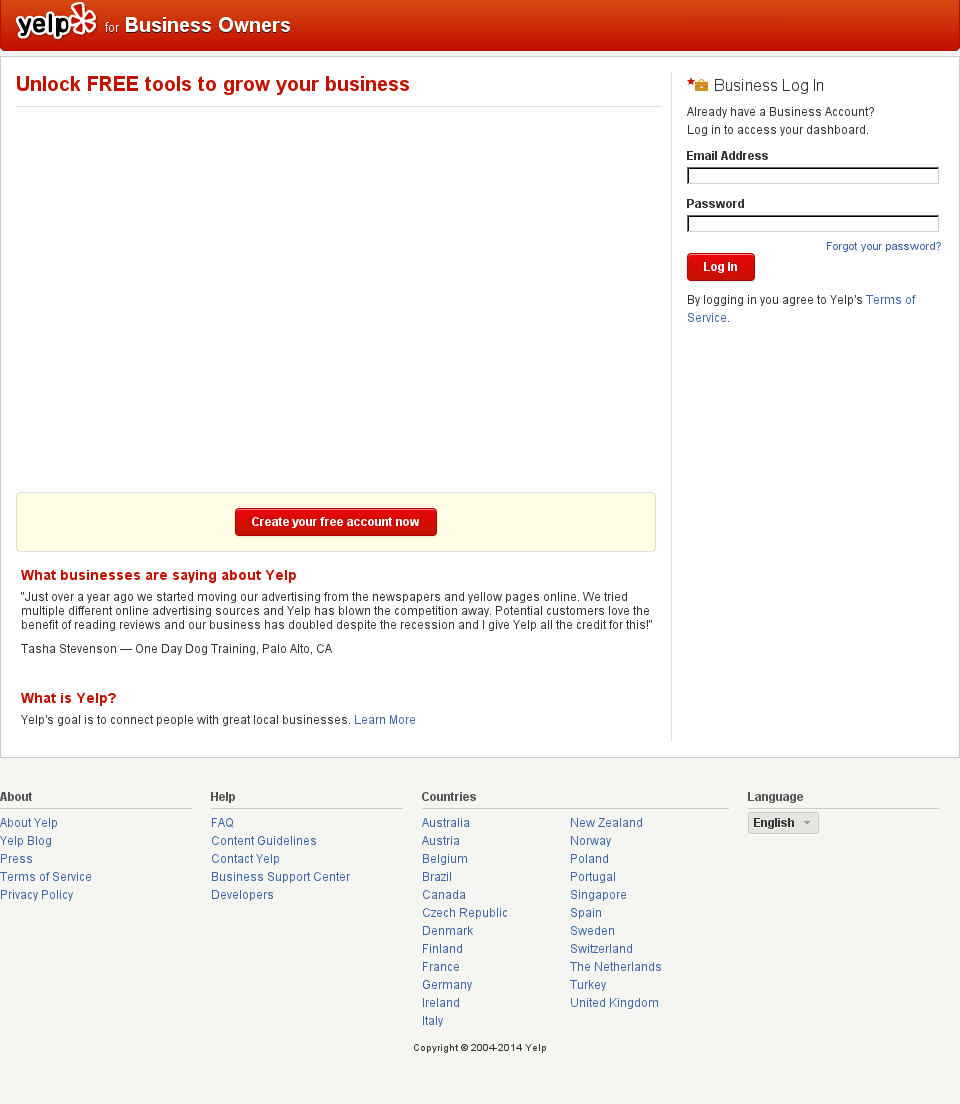 yelp for Business Owners
Unlock FREE tools to grow your business
Create your free account now
What businesses are saying about Yelp
"Just over a year ago we started moving our advertising from the newspapers and yellow pages online. We tried
multiple different online advertising sources and Yelp has blown the competition away. Potential customers love the
benefit of reading reviews and our business has doubled despite the recession and I give Yelp all the credit for this!"
Tasha Stevenson — One Day Dog Training, Palo Alto, CA
What is Yelp?
Yelp's goal is to connect people with great local businesses. Learn More
Business Log In
Already have a Business Account?
Log in to access your dashboard.
Email Address
Password
Forgot your password?
Log In
By logging in you agree to Yelp's Terms of
Service.
About
About Yelp
Yelp Blog
Press
Terms of Service
Privacy Policy
Help
FAQ
Content Guidelines
Contact Yelp
Business Support Center
Developers
Countries
Australia
Austria
Belgium
Brazil
Canada
Czech Republic
Denmark
Finland
France
Germany
Ireland
Italy
New Zealand
Norway
Poland
Portugal
Singapore
Spain
Sweden
Switzerland
The Netherlands
Turkey
United Kingdom
Language
English
Copyright © 2004-2014 Yelp